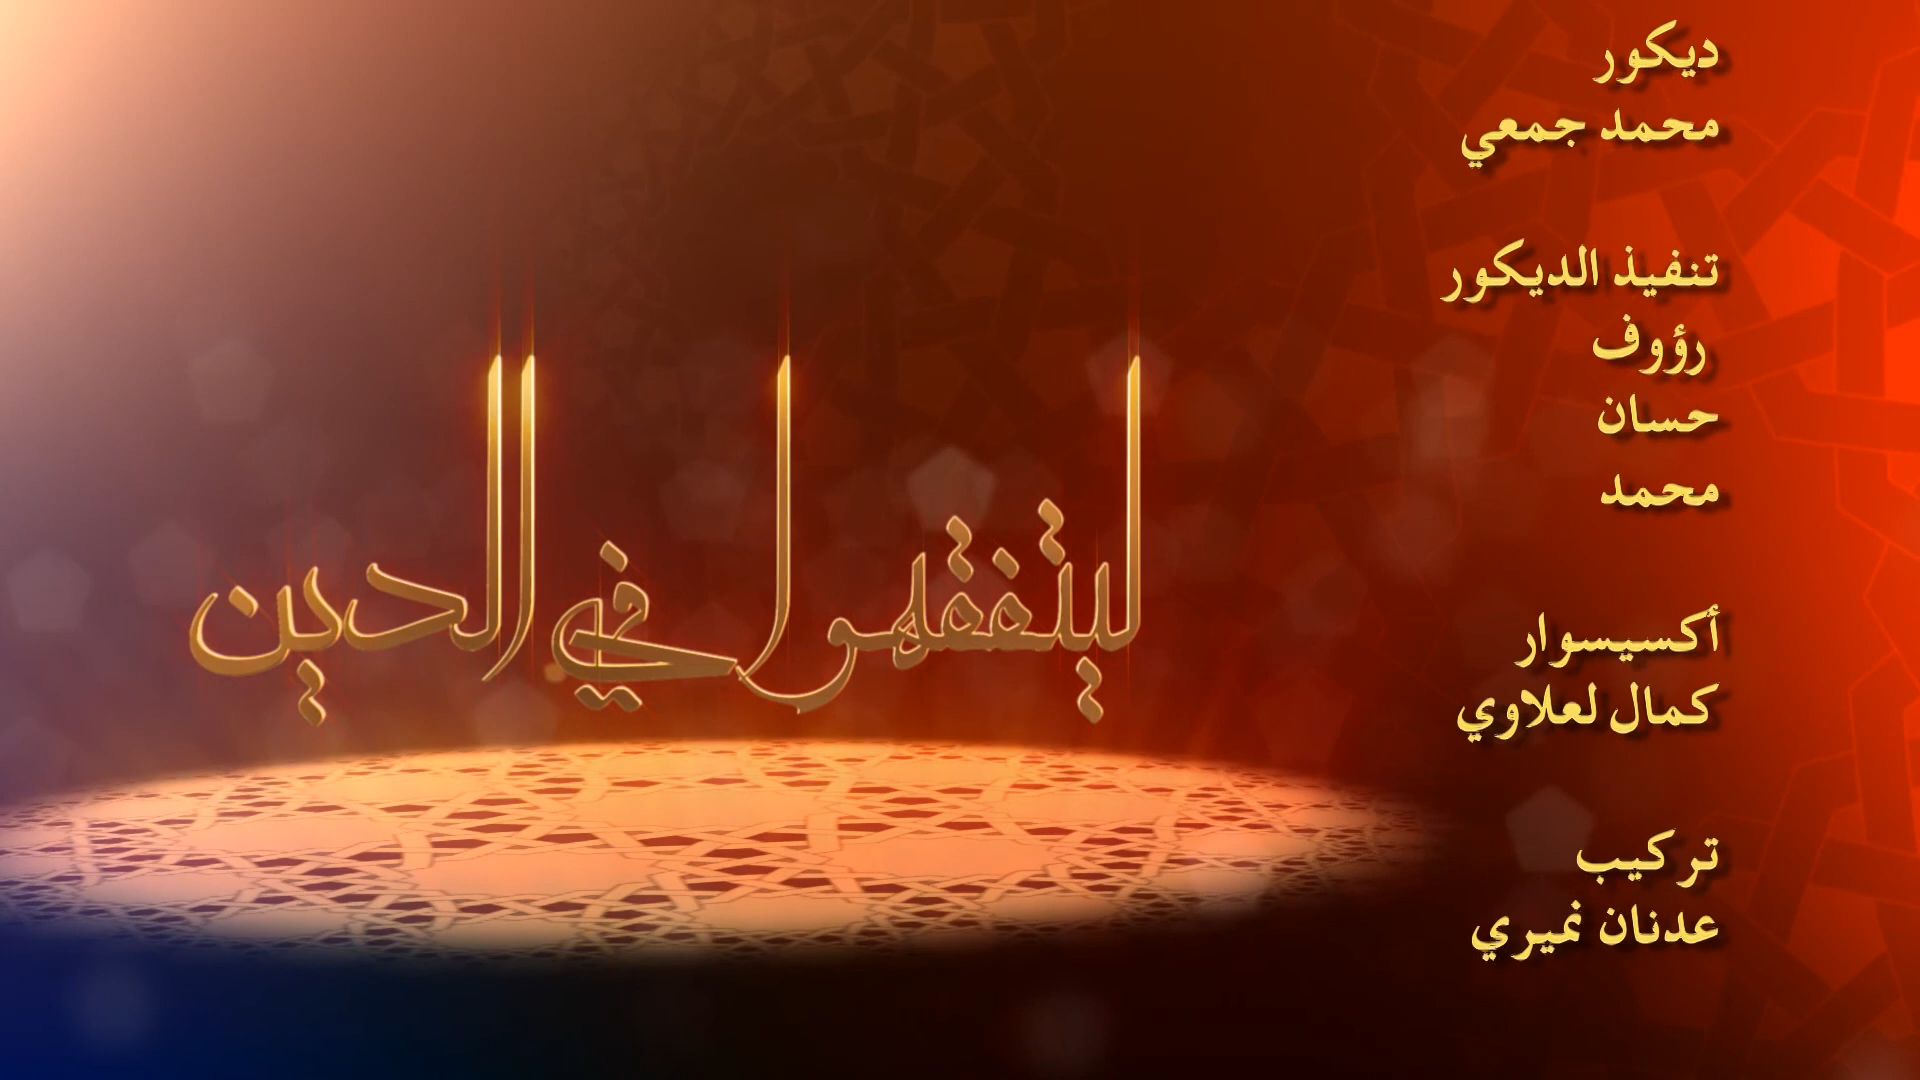 ديكور
محمد جمعي
تنفيذ الديكور
رؤوف
حسان
محمد
أكسيسوار
كمال لعلاوي
تركيب
عدنان نميري
ليتفقهوا في الدين